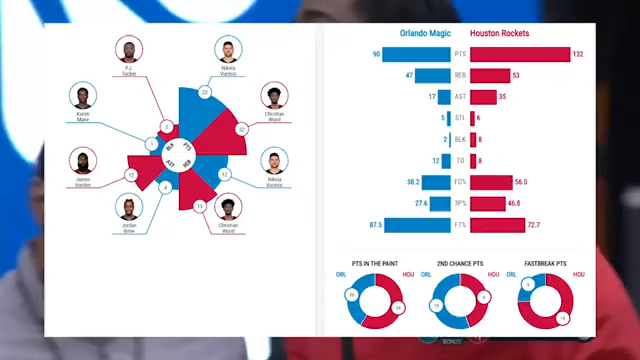 P.J.
Tucker
Nikola
Vucevic
Karim
Mane
Christian
Wood
James
Harden
Nikola
Vucevic
Jordan
Bone
Christian
Wood
22
22
12
15
4
13
1
2
PTS
REB
AST
BLK
Orlando Magic Houston Rockets
90 PTS 132
47 REB 53
17 AST 35
5 STL 6
2 BLK 8
12 TO 8
38.2 FG% 56.0
27.6 3P% 46.8
87.5 FT% 72.7
PTS IN THE PAINT 2ND CHANCE PTS FASTBREAK PTS
ORL HOU ORL HOU ORL HOU
BONUS